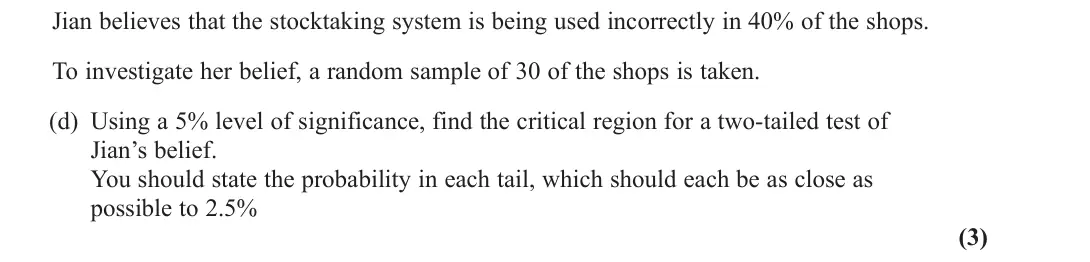 Jian believes that the stocktaking system is being used incorrectly in 40% of the shops.
To investigate her belief, a random sample of 30 of the shops is taken.
(d) Using a 5% level of significance, find the critical region for a two-tailed test of
Jian’s belief.
You should state the probability in each tail, which should each be as close as
possible to 2.5%
(3)